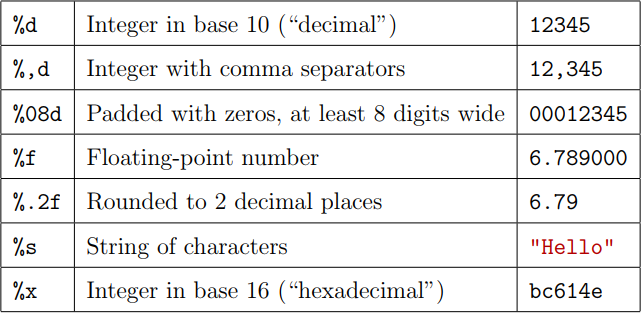 %d Integer in base 10 (“decimal”) 12345
%,d Integer with comma separators 12,345
%08d Padded with zeros, at least 8 digits wide 00012345
%f Floating-point number 6.789000
%.2f Rounded to 2 decimal places 6.79
%s String of characters "Hello"
%x Integer in base 16 (“hexadecimal”) bc614e